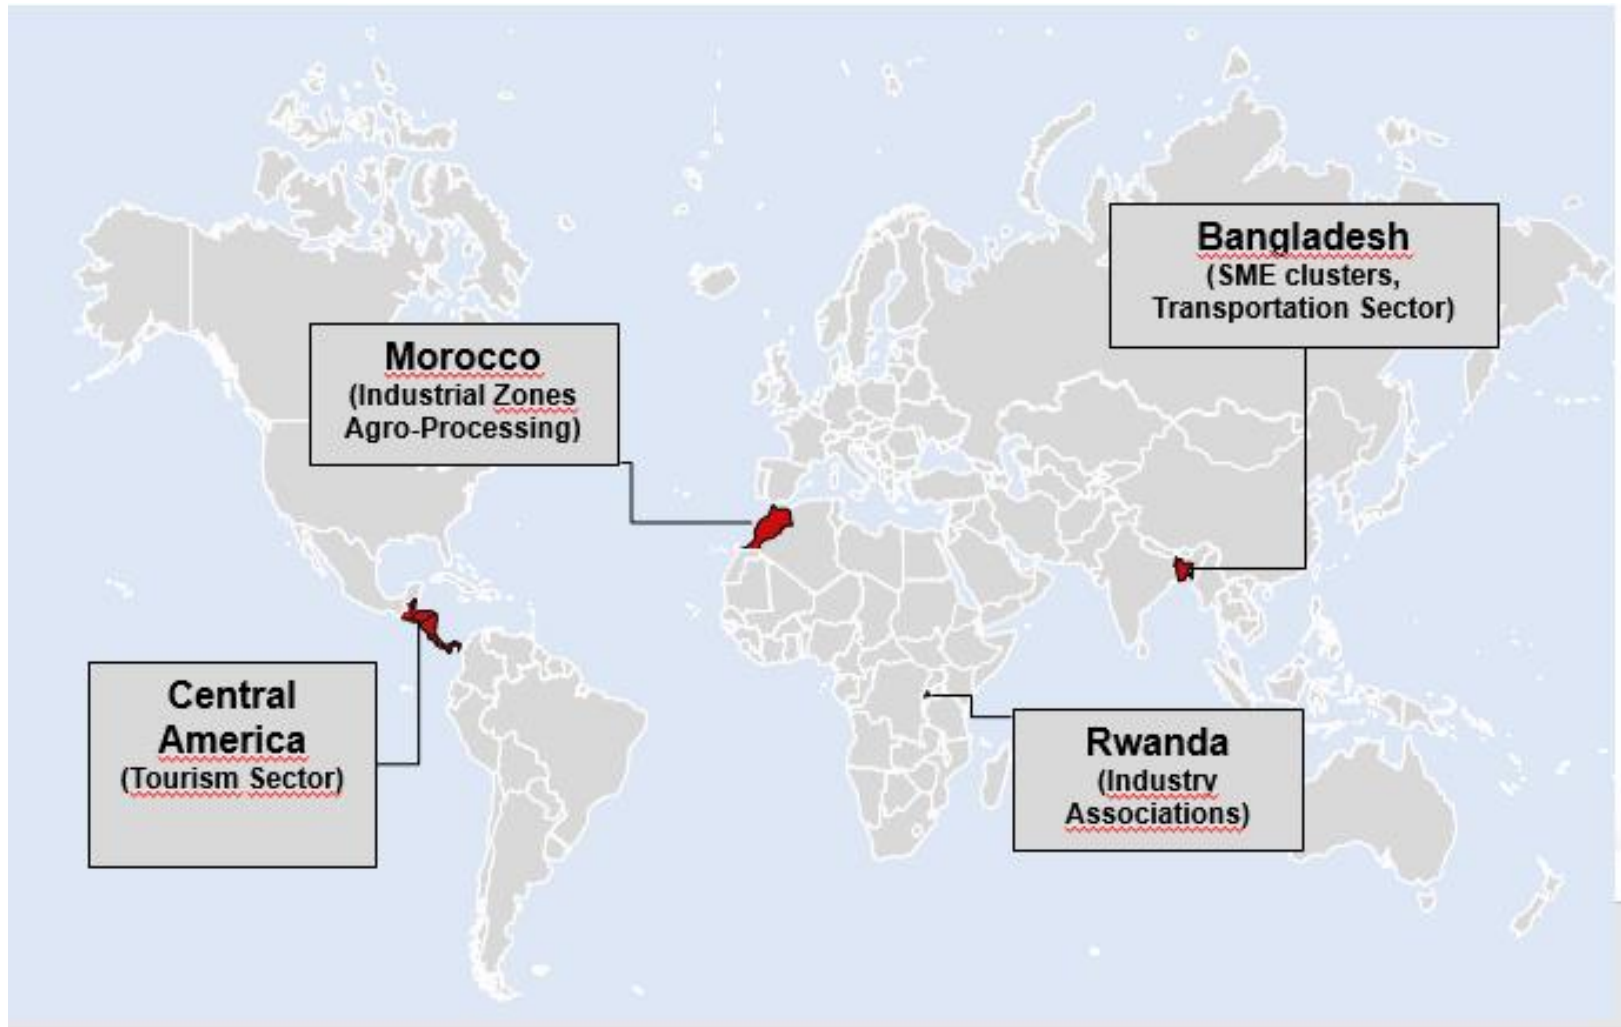 Bangladesh
(SME clusters,
Transportation Sector)
Morocco
(Industrial Zones
Agro-Processing)
Central
America
(Tourism Sector)
Rwanda
(Industry
Associations)